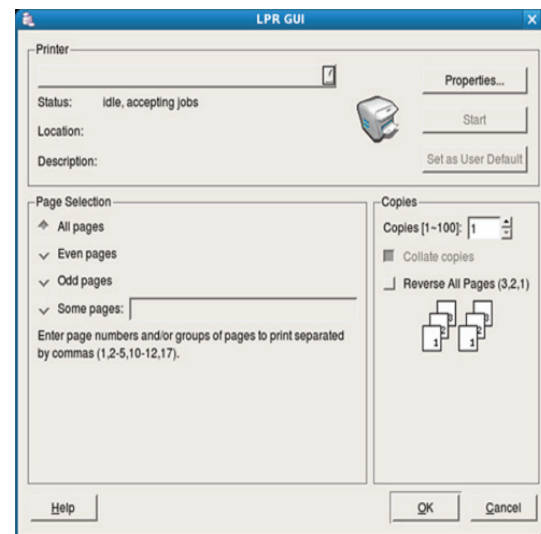 LPR GUI
Printer
Properties...
Status: idle, accepting jobs
Start
Location:
Description:
Set as User Default
Page Selection
All pages
Even pages
Odd pages
Some pages:
Enter page numbers and/or groups of pages to print separated
by commas (1,2-5,10-12,17).
Copies
Copies [1~100]: 1
Collate copies
Reverse All Pages (3,2,1)
1 1
Help
OK
Cancel